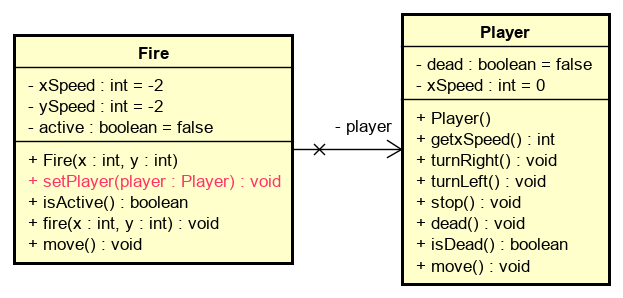 Fire
- xSpeed : int = -2
- ySpeed : int = -2
- active : boolean = false
+ Fire(x : int, y : int)
+ setPlayer(player : Player) : void
+ isActive() : boolean
+ fire(x : int, y : int) : void
+ move() : void
- player
Player
- dead : boolean = false
- xSpeed : int = 0
+ Player()
+ getxSpeed() : int
+ turnRight() : void
+ turnLeft() : void
+ stop() : void
+ dead() : void
+ isDead() : boolean
+ move() : void